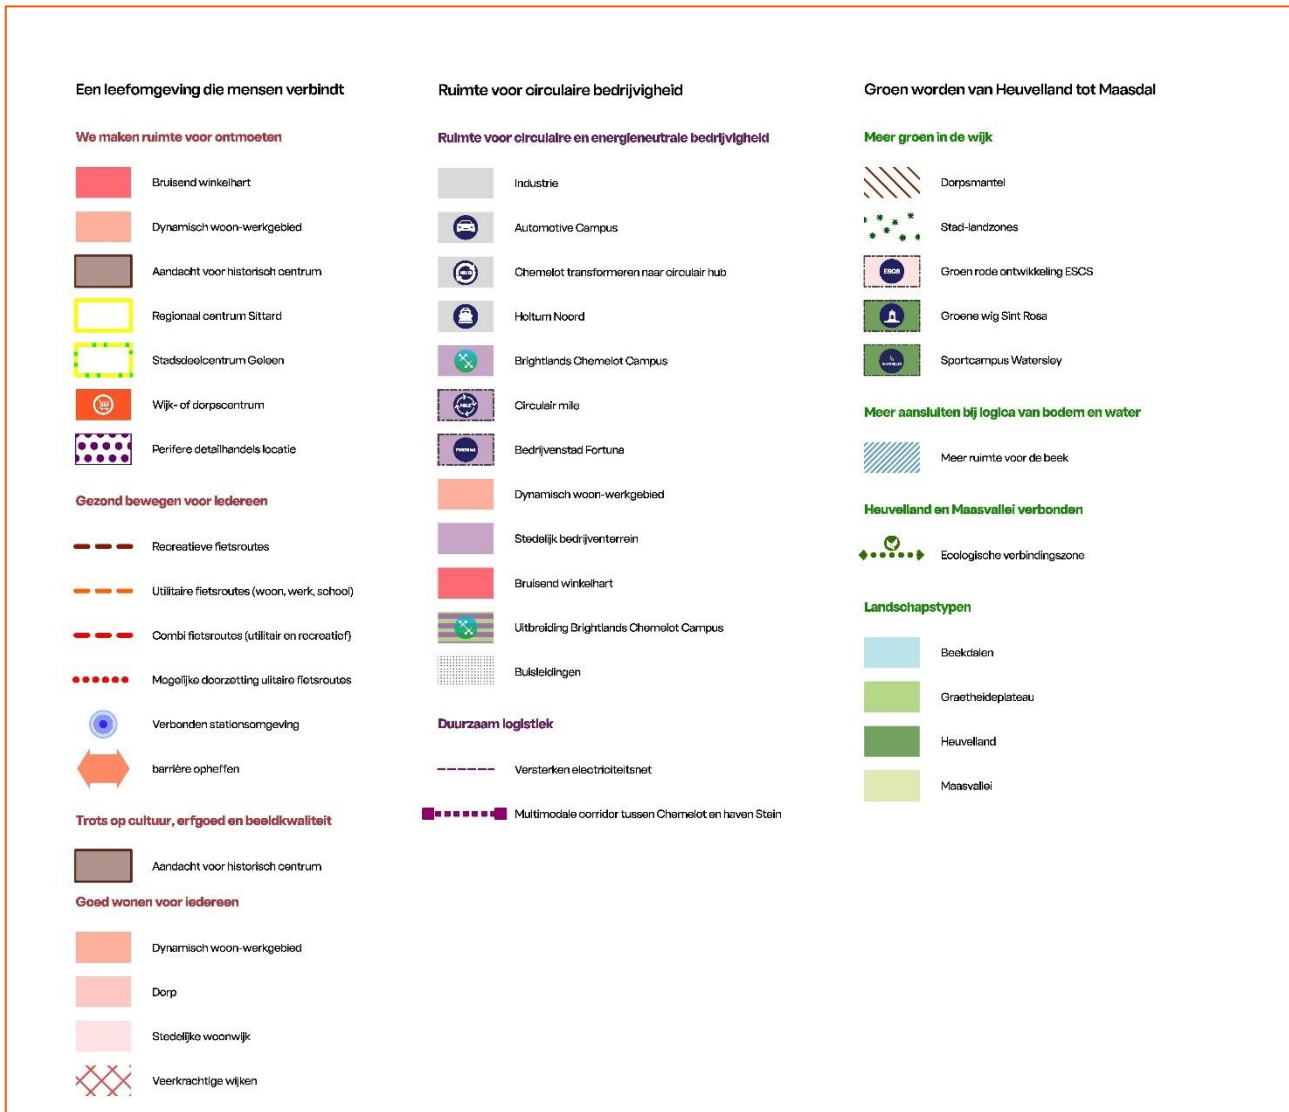 Een leefomgeving die mensen verbindt
We maken ruimte voor ontmoeten
Bruisend winkelhart
Dynamisch woon-werkgebied
Aandacht voor historisch centrum
Regionaal centrum Sittard
Stadsdeelcentrum Geleen
Wijk- of dorpscentrum
Perifere detailhandels locatie
Gezond bewegen voor iedereen
Recreatieve fietsroutes
Utilitaire fietsroutes (woon, werk, school)
Combi fietsroutes (utilitair en recreatief)
Mogelijke doorzetting ulitaire fietsroutes
Verbonden stationsomgeving
barrière opheffen
Trots op cultuur, erfgoed en beeldkwaliteit
Aandacht voor historisch centrum
Goed wonen voor iedereen
Dynamisch woon-werkgebied
Dorp
Stedelijke woonwijk
Veerkrachtige wijken
Ruimte voor circulaire bedrijvigheid
Ruimte voor circulaire en energieneutrale bedrijvigheid
Industrie
Automotive Campus
Chemelot transformeren naar circulair hub
Holtum Noord
Brightlands Chemelot Campus
Circulair mile
Bedrijvenstad Fortuna
Dynamisch woon-werkgebied
Stedelijk bedrijventerrein
Bruisend winkelhart
Uitbreiding Brightlands Chemelot Campus
Buisleidingen
Duurzaam logistiek
Versterken electriciteitsnet
Multimodale corridor tussen Chemelot en haven Stein
Groen worden van Heuvelland tot Maasdal
Meer groen in de wijk
Dorpsmantel
Stad-landzones
ESCS
Groen rode ontwikkeling ESCS
Groene wig Sint Rosa
Sportcampus Watersley
Meer aansluiten bij logica van bodem en water
Meer ruimte voor de beek
Heuvelland en Maasvallei verbonden
Ecologische verbindingszone
Landschapstypen
Beekdalen
Graetheideplateau
Heuvelland
Maasvallei